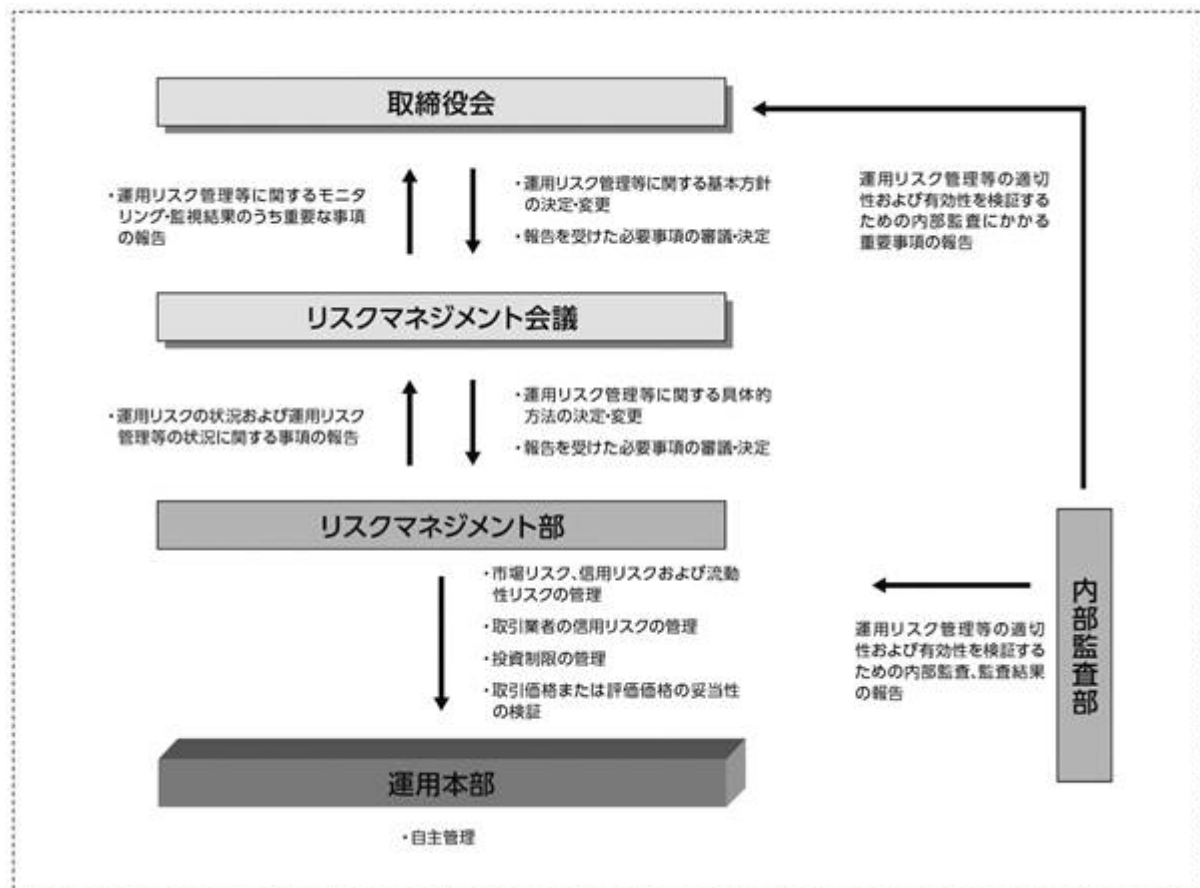 取締役会
・運用リスク管理等に関するモニタ
リング・監視結果のうち重要な事項
の報告
・運用リスク管理等に関する基本方針
の決定・変更
・報告を受けた必要事項の審議・決定
運用リスク管理等の適切
性および有効性を検証する
ための内部監査にかかる
重要事項の報告
リスクマネジメント会議
・運用リスクの状況および運用リスク
管理等の状況に関する事項の報告
・運用リスク管理等に関する具体的
方法の決定・変更
・報告を受けた必要事項の審議・決定
リスクマネジメント部
・市場リスク、信用リスクおよび流動
性リスクの管理
・取引業者の信用リスクの管理
・投資制限の管理
・取引価格または評価価格の妥当性
の検証
運用リスク管理等の適切
性および有効性を検証する
ための内部監査、監査結果
の報告
内部監査部
運用本部
・自主管理